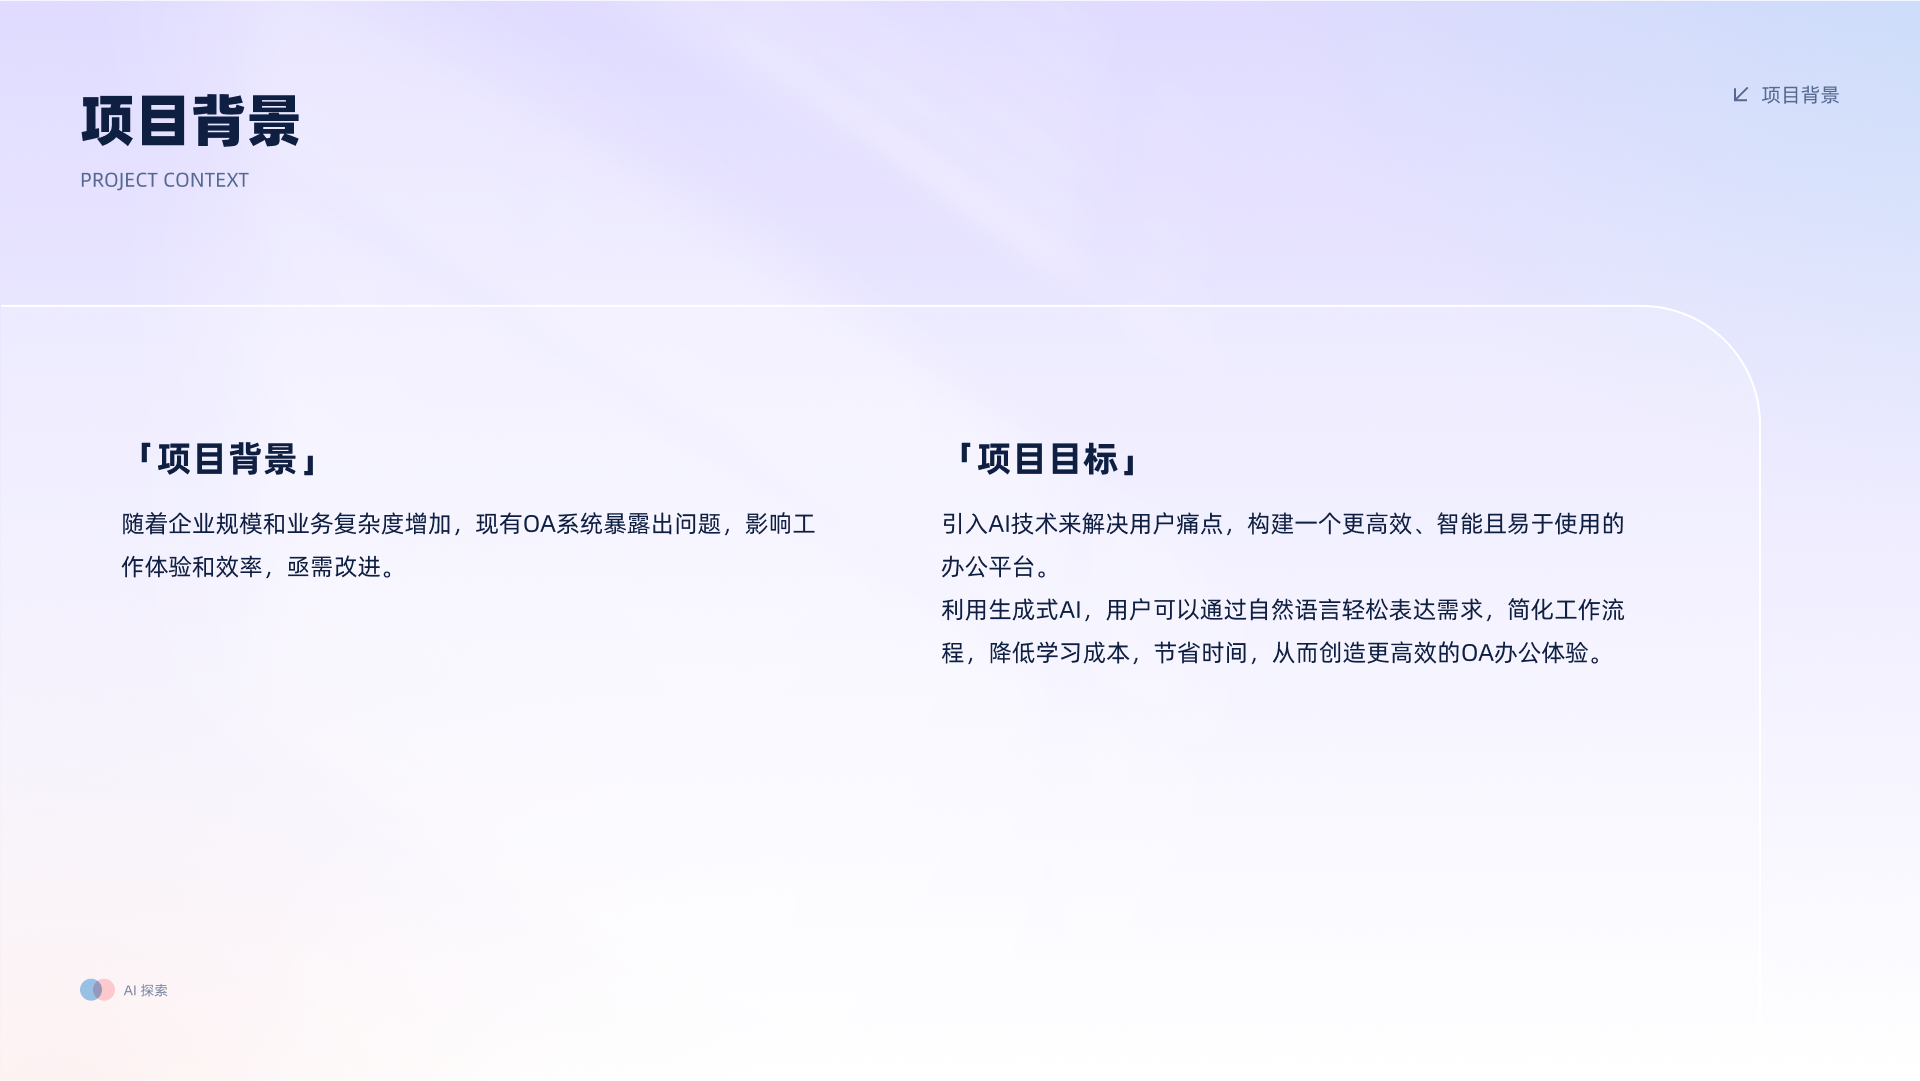 项目背景
PROJECT CONTEXT
项目背景
「项目背景」
随着企业规模和业务复杂度增加，现有OA系统暴露出问题，影响工
作体验和效率，亟需改进。
「项目目标」
引入AI技术来解决用户痛点，构建一个更高效、智能且易于使用的
办公平台。
利用生成式AI，用户可以通过自然语言轻松表达需求，简化工作流
程，降低学习成本，节省时间，从而创造更高效的OA办公体验。
AI 探索